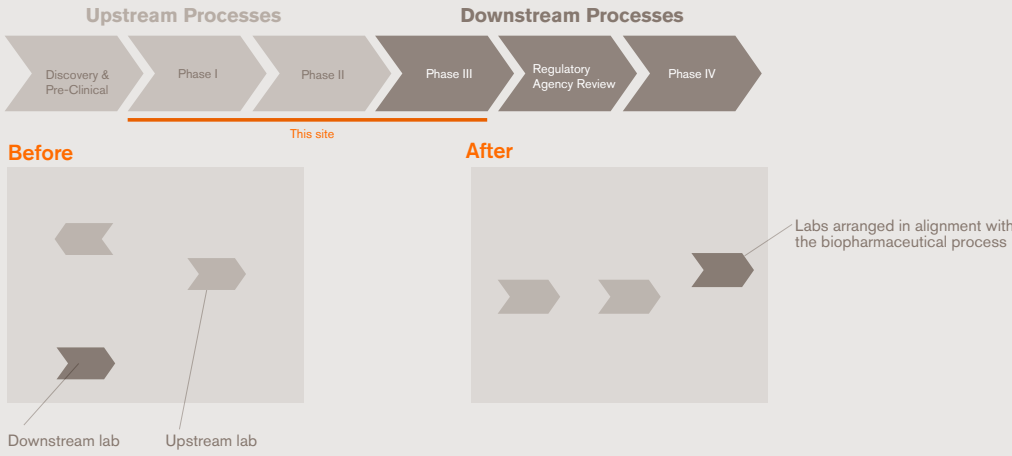 Upstream Processes
Downstream Processes
Discovery &
Pre-Clinical
Phase I
Phase II
Phase III
Regulatory
Agency Review
Phase IV
This site
Before
After
Labs arranged in alignment with
the biopharmaceutical process
Downstream lab
Upstream lab